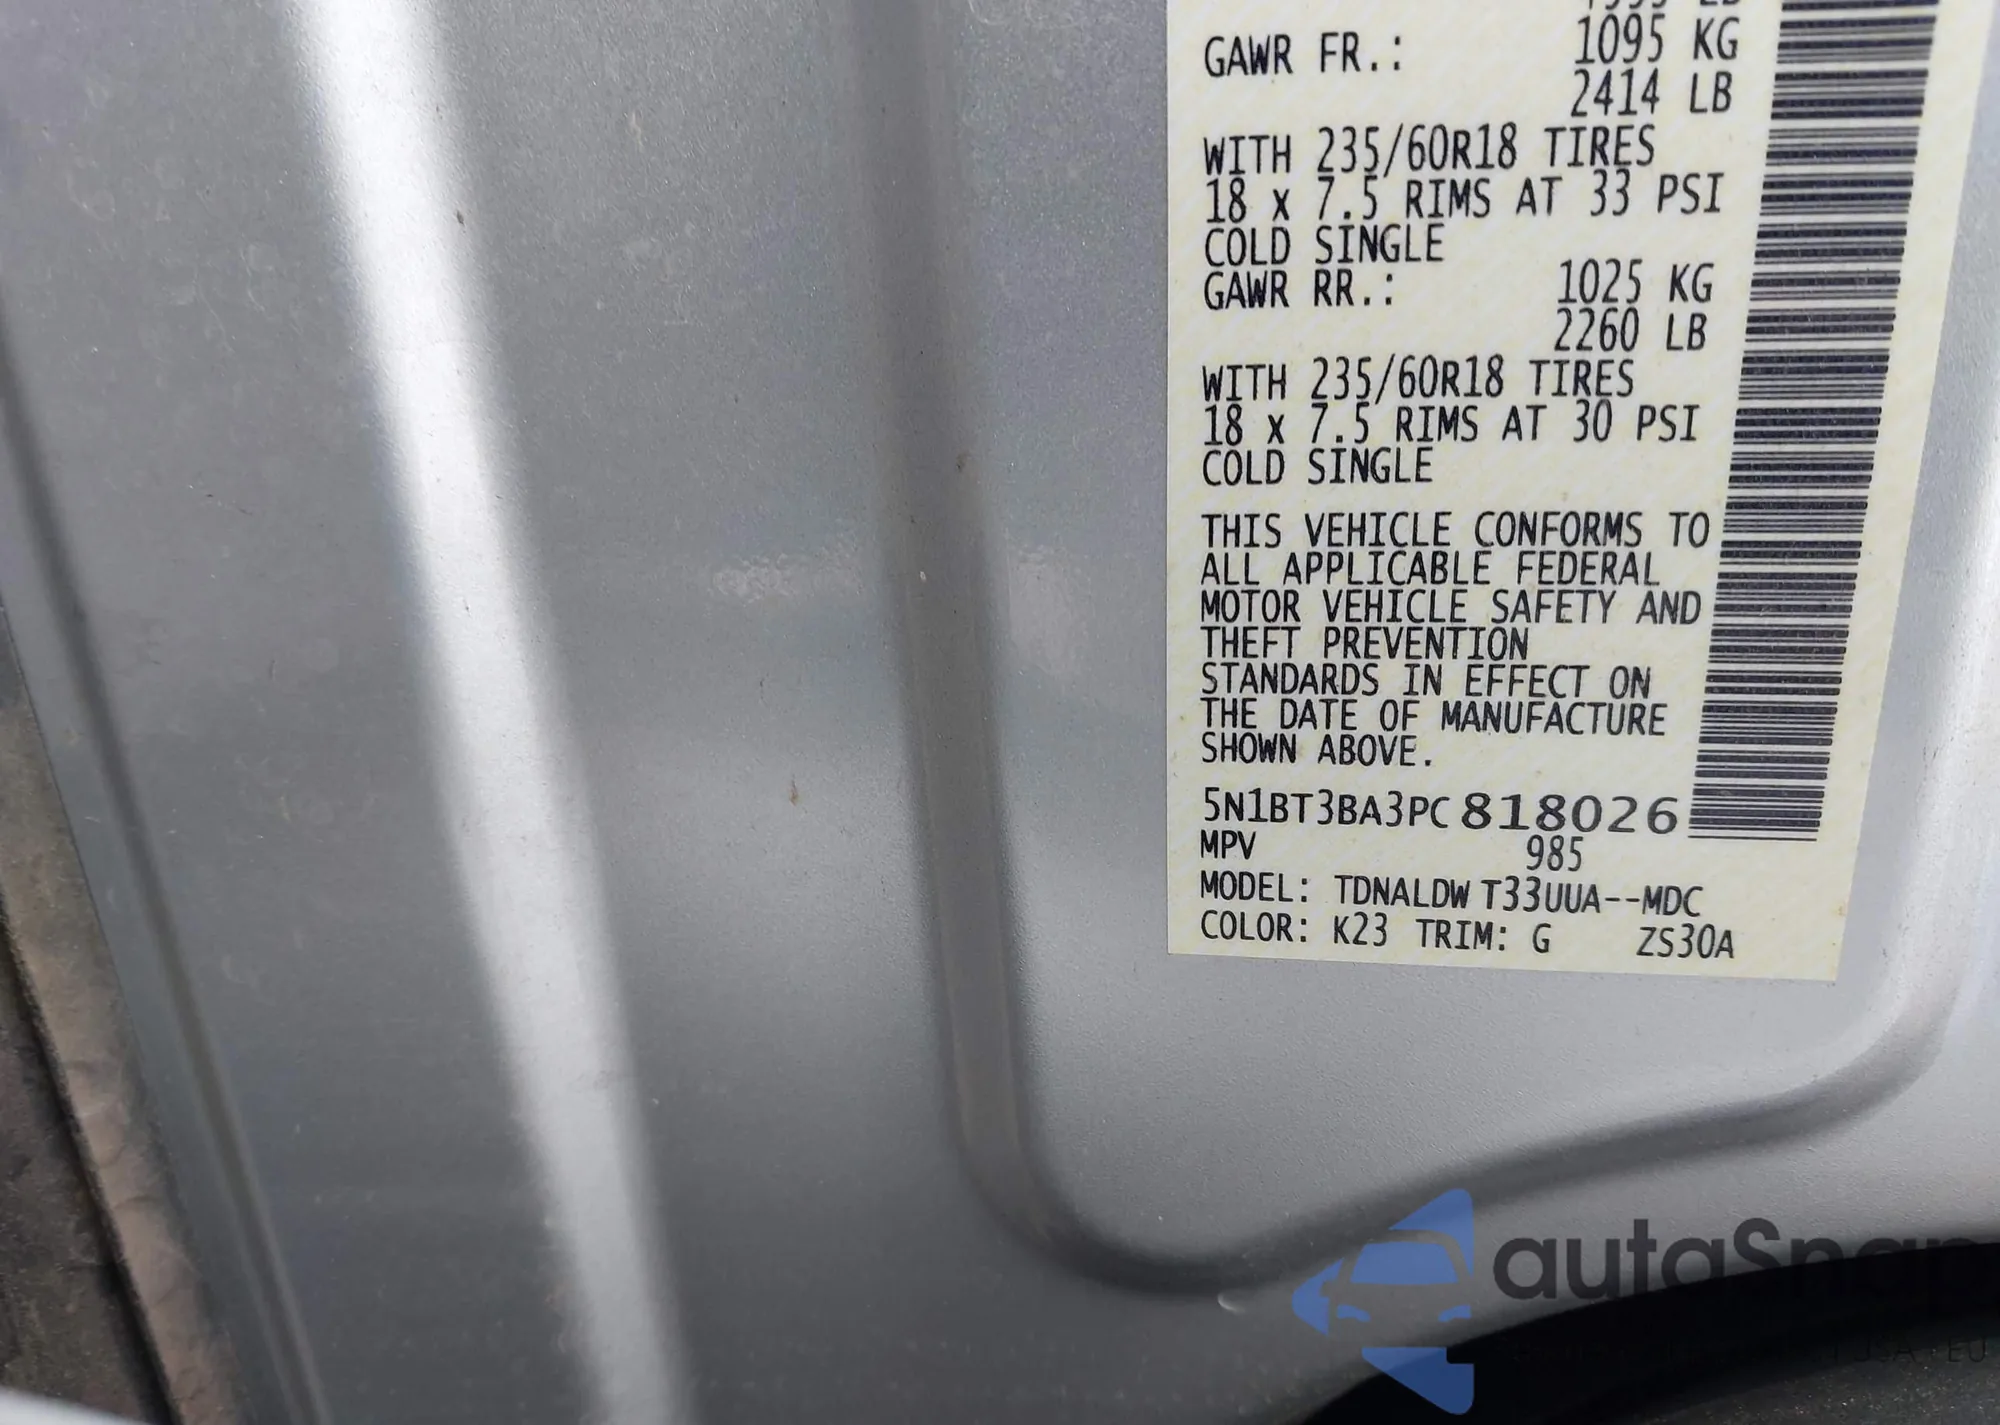 GAWR FR.: 1095 KG
2414 LB
WITH 235/60R18 TIRES
18 x 7.5 RIMS AT 33 PSI
COLD SINGLE
GAWR RR.: 1025 KG
2260 LB
WITH 235/60R18 TIRES
18 x 7.5 RIMS AT 30 PSI
COLD SINGLE
THIS VEHICLE CONFORMS TO
ALL APPLICABLE FEDERAL
MOTOR VEHICLE SAFETY AND
THEFT PREVENTION
STANDARDS IN EFFECT ON
THE DATE OF MANUFACTURE
SHOWN ABOVE.
5N1BT3BA3PC818026
MPV 985
MODEL: TDNALDW T33UUA--MDC
COLOR: K23 TRIM: G ZS30A
autoSnap